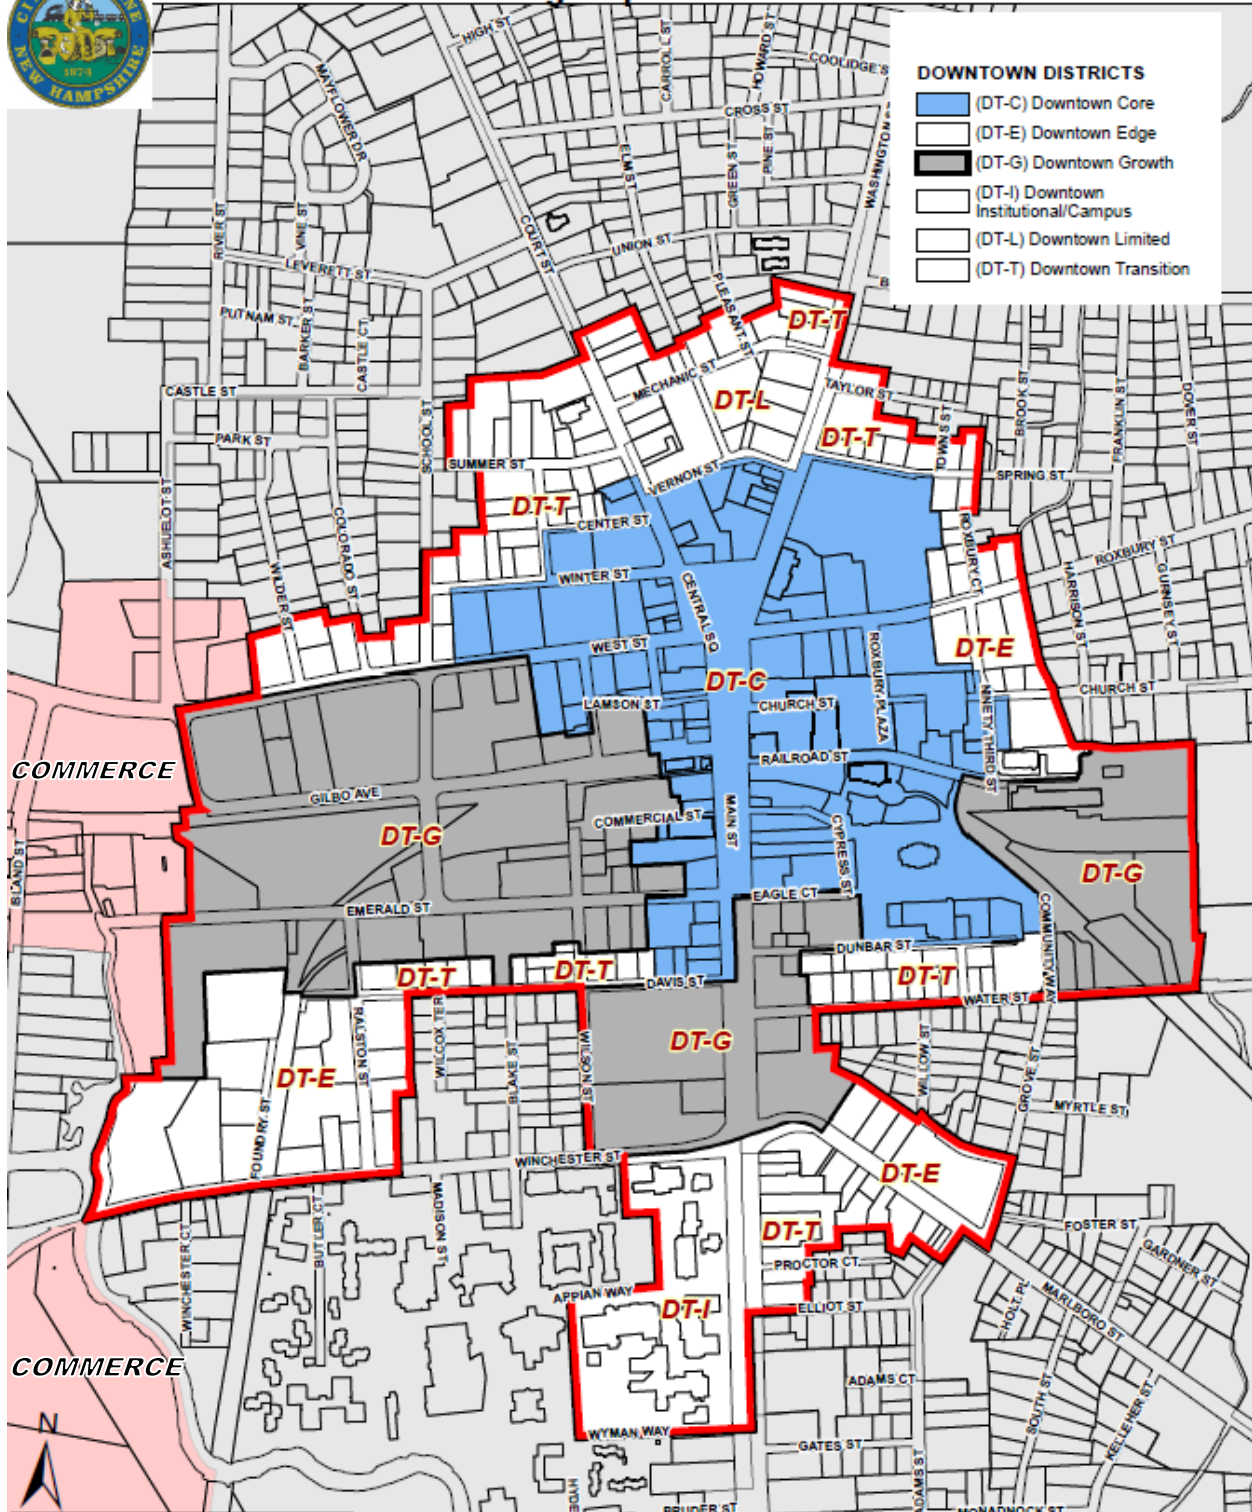 NEW HAMPSHIRE
1874
DOWNTOWN DISTRICTS
(DT-C) Downtown Core
(DT-E) Downtown Edge
(DT-G) Downtown Growth
(DT-I) Downtown
Institutional/Campus
(DT-L) Downtown Limited
(DT-T) Downtown Transition
HIGH ST
CARROLL ST
HOWARD ST
COOLIDGE S
MAYFLOWER DR
CROSS ST
WASHINGTON S
ELM ST
GREEN ST
PINE ST
RIVER ST
VINE ST
COURT ST
UNION ST
LEVERETT ST
PLEASANT ST
B
PUTNAM ST
BARKER ST
CASTLE CT
DT-T
MECHANIC ST
TAYLOR ST
CASTLE ST
SCHOOL ST
DT-L
TOWNS ST
BROOK ST
FRANKLIN ST
DOVER ST
PARK ST
DT-T
SUMMER ST
VERNON ST
SPRING ST
ASHUELOT ST
COLORADO ST
DT-T
CENTER ST
ROXBURY CT
ROXBURY ST
WILDER ST
WINTER ST
CENTRAL SQ
HARRISON ST
GURNSEY ST
WEST ST
ROXBURY PLAZA
DT-E
DT-C
LAMSON ST
CHURCH ST
NINETY THIRD ST
CHURCH ST
COMMERCE
RAILROAD ST
GILBO AVE
COMMERCIAL ST
MAIN ST
CYPRESS ST
DT-G
ISLAND ST
DT-G
EAGLE CT
EMERALD ST
COMMUNITY WAY
DUNBAR ST
DT-T
DT-T
DT-T
DAVIS ST
WATER ST
RALSTON ST
WILCOX TER
BLAKE ST
WILSON ST
DT-G
WILLOW ST
GROVE ST
DT-E
MYRTLE ST
FOUNDRY ST
WINCHESTER ST
DT-E
MADISON ST
BUTLER CT
WINCHESTER CT
DT-T
FOSTER ST
GARDNER ST
PROCTOR CT
APPIAN WAY
DT-I
ELLIOT ST
HOLT PL
MARLBORO ST
COMMERCE
ADAMS CT
SOUTH ST
KELLEHER ST
N
WYMAN WAY
GATES ST
ADAMS ST
BRUDER ST
MONADNOCK ST